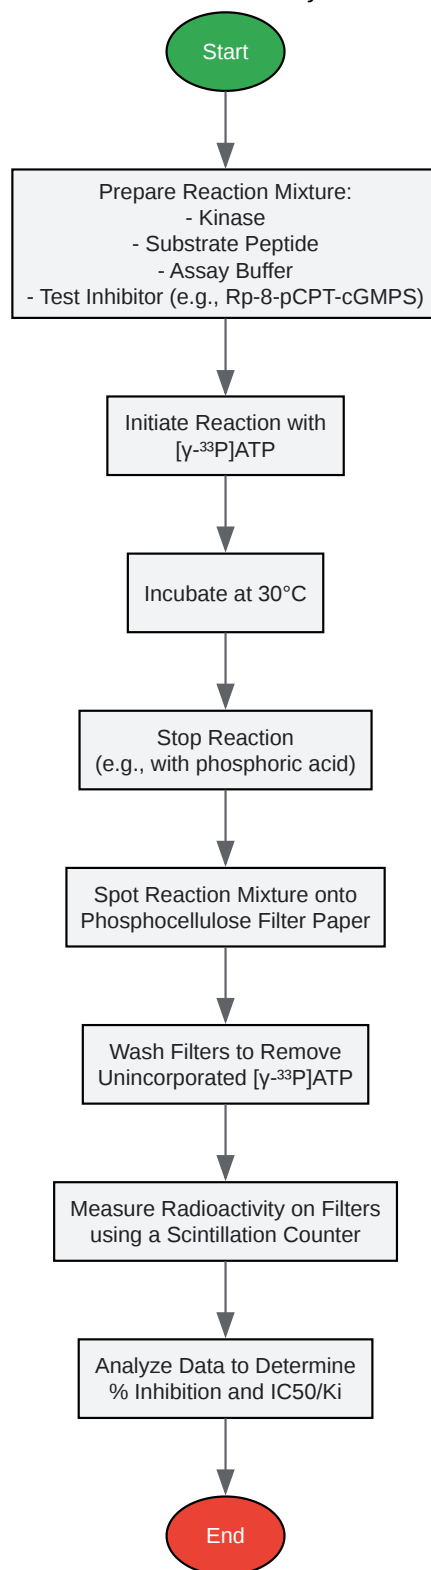 Start
Prepare Reaction Mixture:
- Kinase
- Substrate Peptide
- Assay Buffer
- Test Inhibitor (e.g., Rp-8-pCPT-cGMPS)
Initiate Reaction with
[γ-³³P]ATP
Incubate at 30°C
Stop Reaction
(e.g., with phosphoric acid)
Spot Reaction Mixture onto
Phosphocellulose Filter Paper
Wash Filters to Remove
Unincorporated [γ-³³P]ATP
Measure Radioactivity on Filters
using a Scintillation Counter
Analyze Data to Determine
% Inhibition and IC50/Ki
End